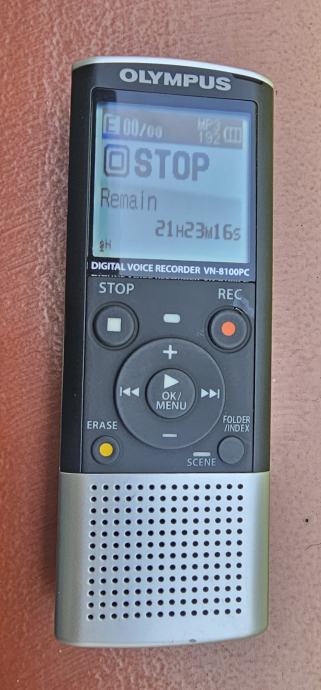 OLYMPUS
E 00/00 MP3
192
STOP
Remain
21H23M16S
H
DIGITAL VOICE RECORDER VN-8100PC
STOP REC
+
OK/
MENU
ERASE FOLDER
/INDEX
−
SCENE